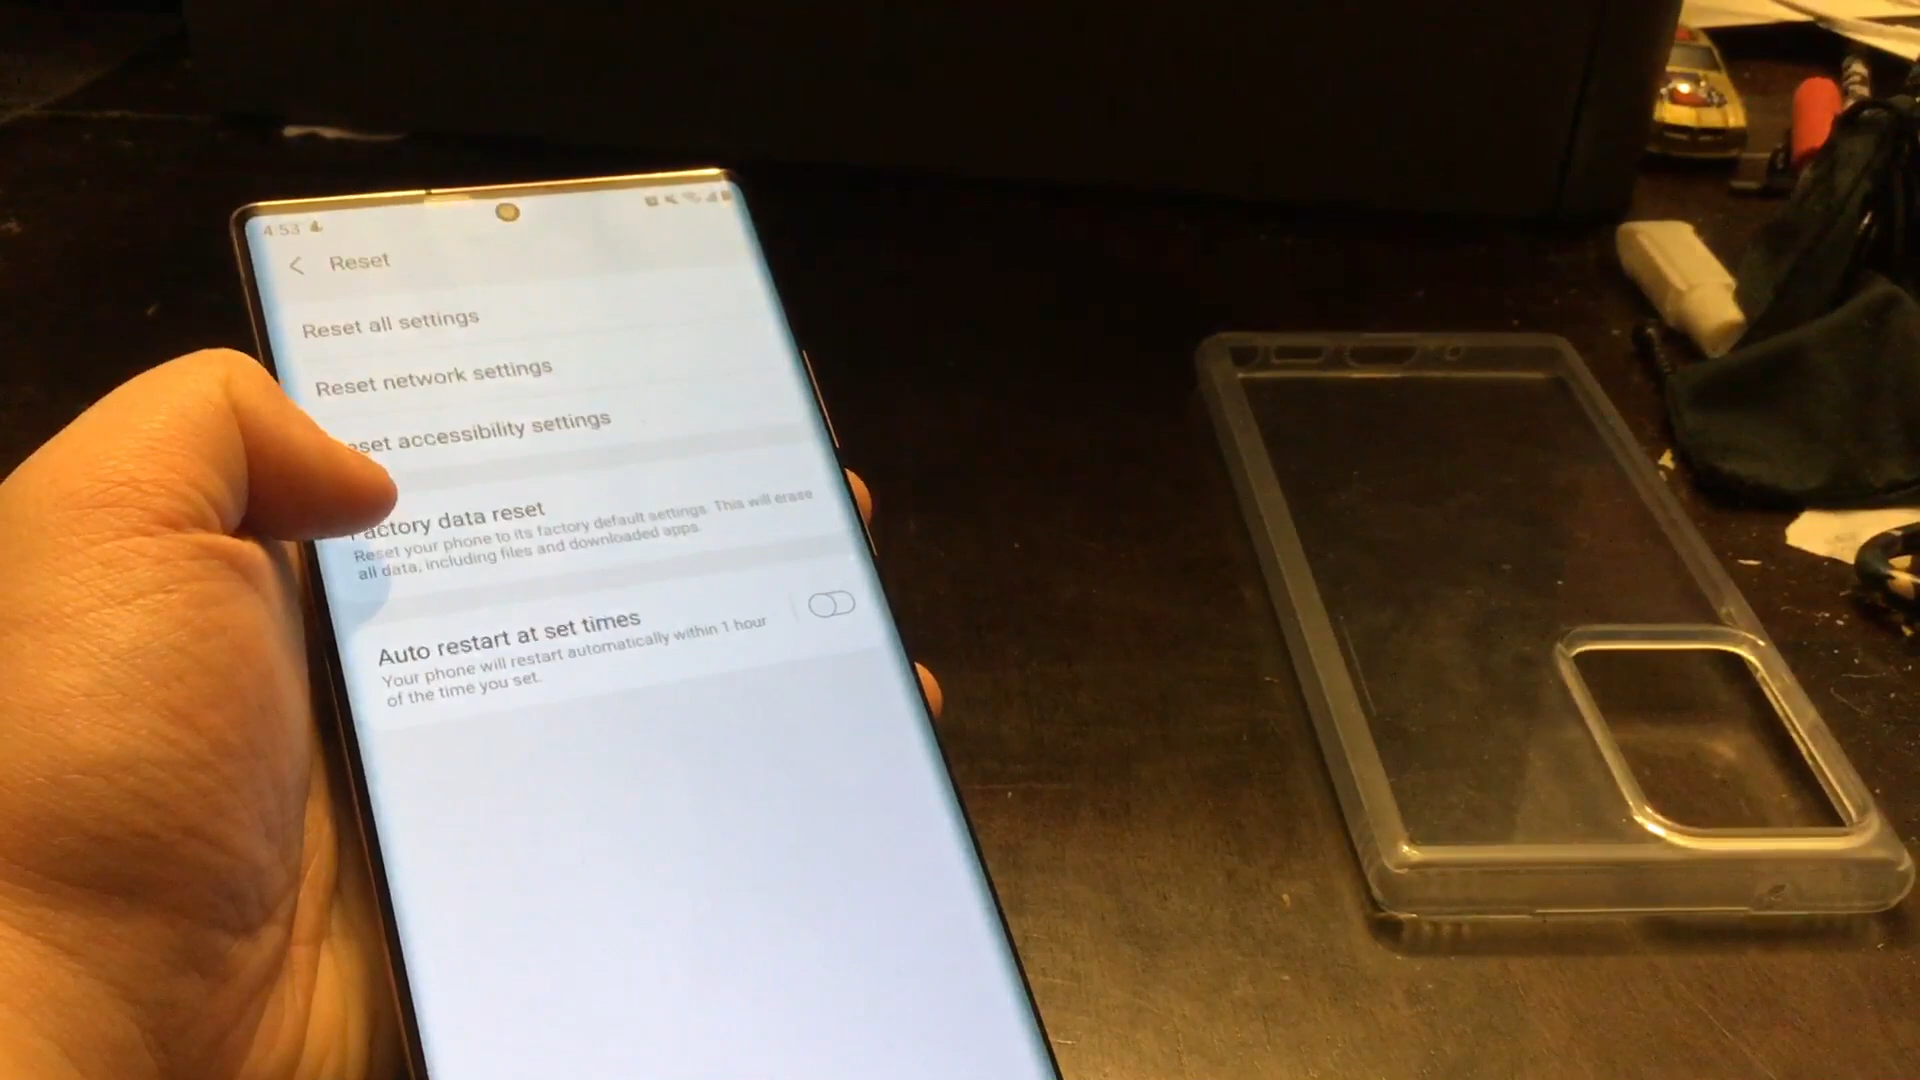 4:53
Reset
Reset all settings
Reset network settings
eset accessibility settings
Factory data reset
Reset your phone to its factory default settings. This will erase
all data, including files and downloaded apps.
Auto restart at set times
Your phone will restart automatically within 1 hour
of the time you set.